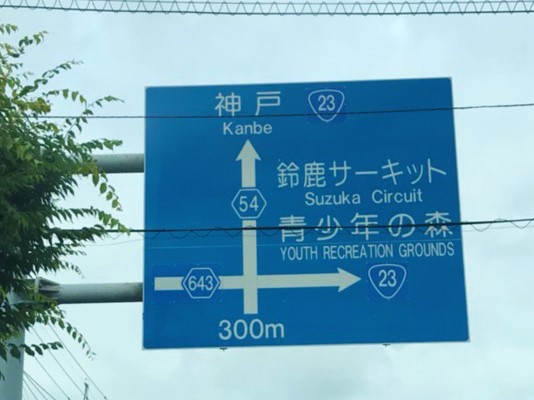 神戸 23
Kanbe
鈴鹿サーキット
Suzuka Circuit
54
青少年の森
YOUTH RECREATION GROUNDS
643
23
300m